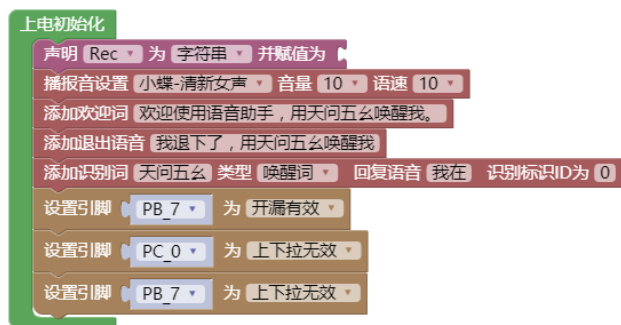 上电初始化
声明 Rec 为 字符串 并赋值为
播报音设置 小蝶-清新女声 音量 10 语速 10
添加欢迎词 欢迎使用语音助手，用天问五幺唤醒我。
添加退出语音 我退下了，用天问五幺唤醒我
添加识别词 天问五幺 类型 唤醒词 回复语音 我在 识别标识ID为 0
设置引脚 PB_7 为 开漏有效
设置引脚 PC_0 为 上下拉无效
设置引脚 PB_7 为 上下拉无效